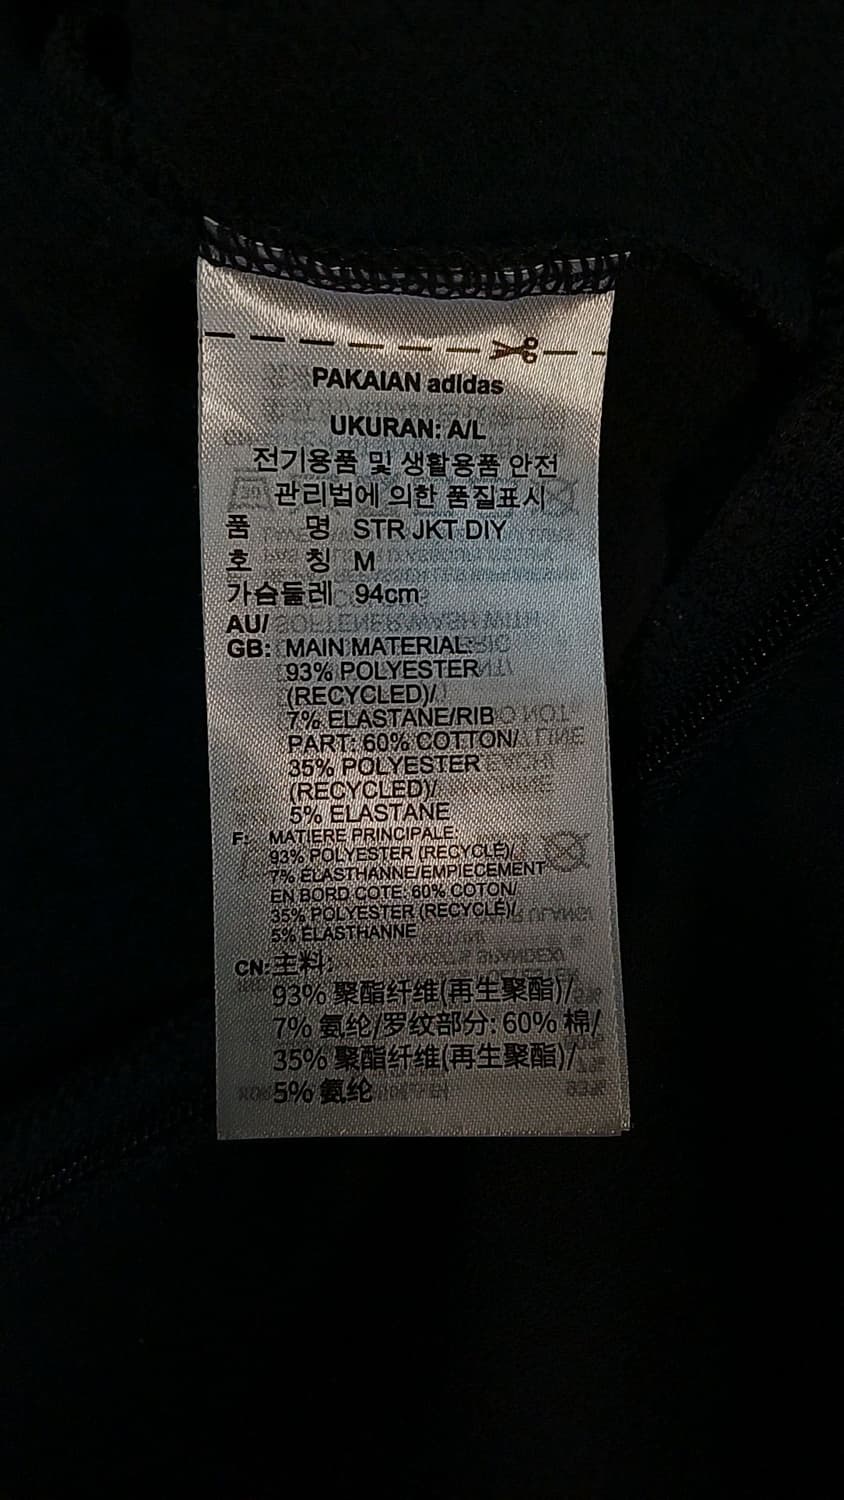 PAKAIAN adidas
UKURAN: A/L
전기용품 및 생활용품 안전
관리법에 의한 품질표시
품 명 STR JKT DIY
호 칭 M
가슴둘레 94cm
AU/
GB: MAIN MATERIAL:
93% POLYESTER
(RECYCLED)/
7% ELASTANE/RIB
PART: 60% COTTON/
35% POLYESTER
(RECYCLED)/
5% ELASTANE
F: MATIERE PRINCIPALE:
93% POLYESTER (RECYCLÉ)/
7% ÉLASTHANNE/EMPIECEMENT
EN BORD COTE: 60% COTON/
35% POLYESTER (RECYCLÉ)/
5% ÉLASTHANNE
CN: 主料:
93% 聚酯纤维(再生聚酯)/
7% 氨纶/罗纹部分: 60% 棉/
35% 聚酯纤维(再生聚酯)/
5% 氨纶